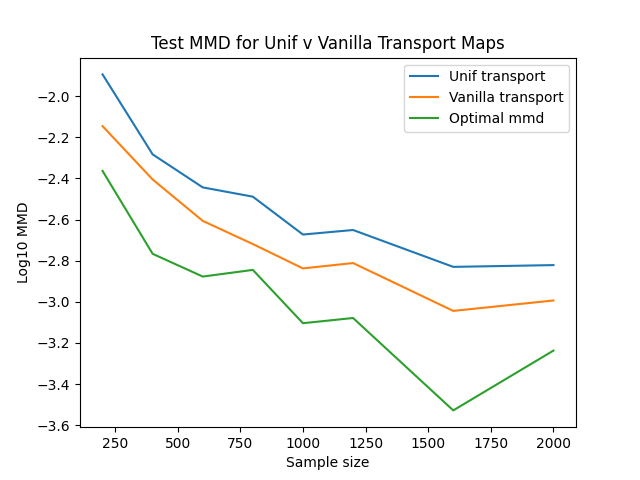 Test MMD for Unif v Vanilla Transport Maps
Unif transport
Vanilla transport
Optimal mmd
Log10 MMD
−2.0
−2.2
−2.4
−2.6
−2.8
−3.0
−3.2
−3.4
−3.6
250
500
750
1000
1250
1500
1750
2000
Sample size